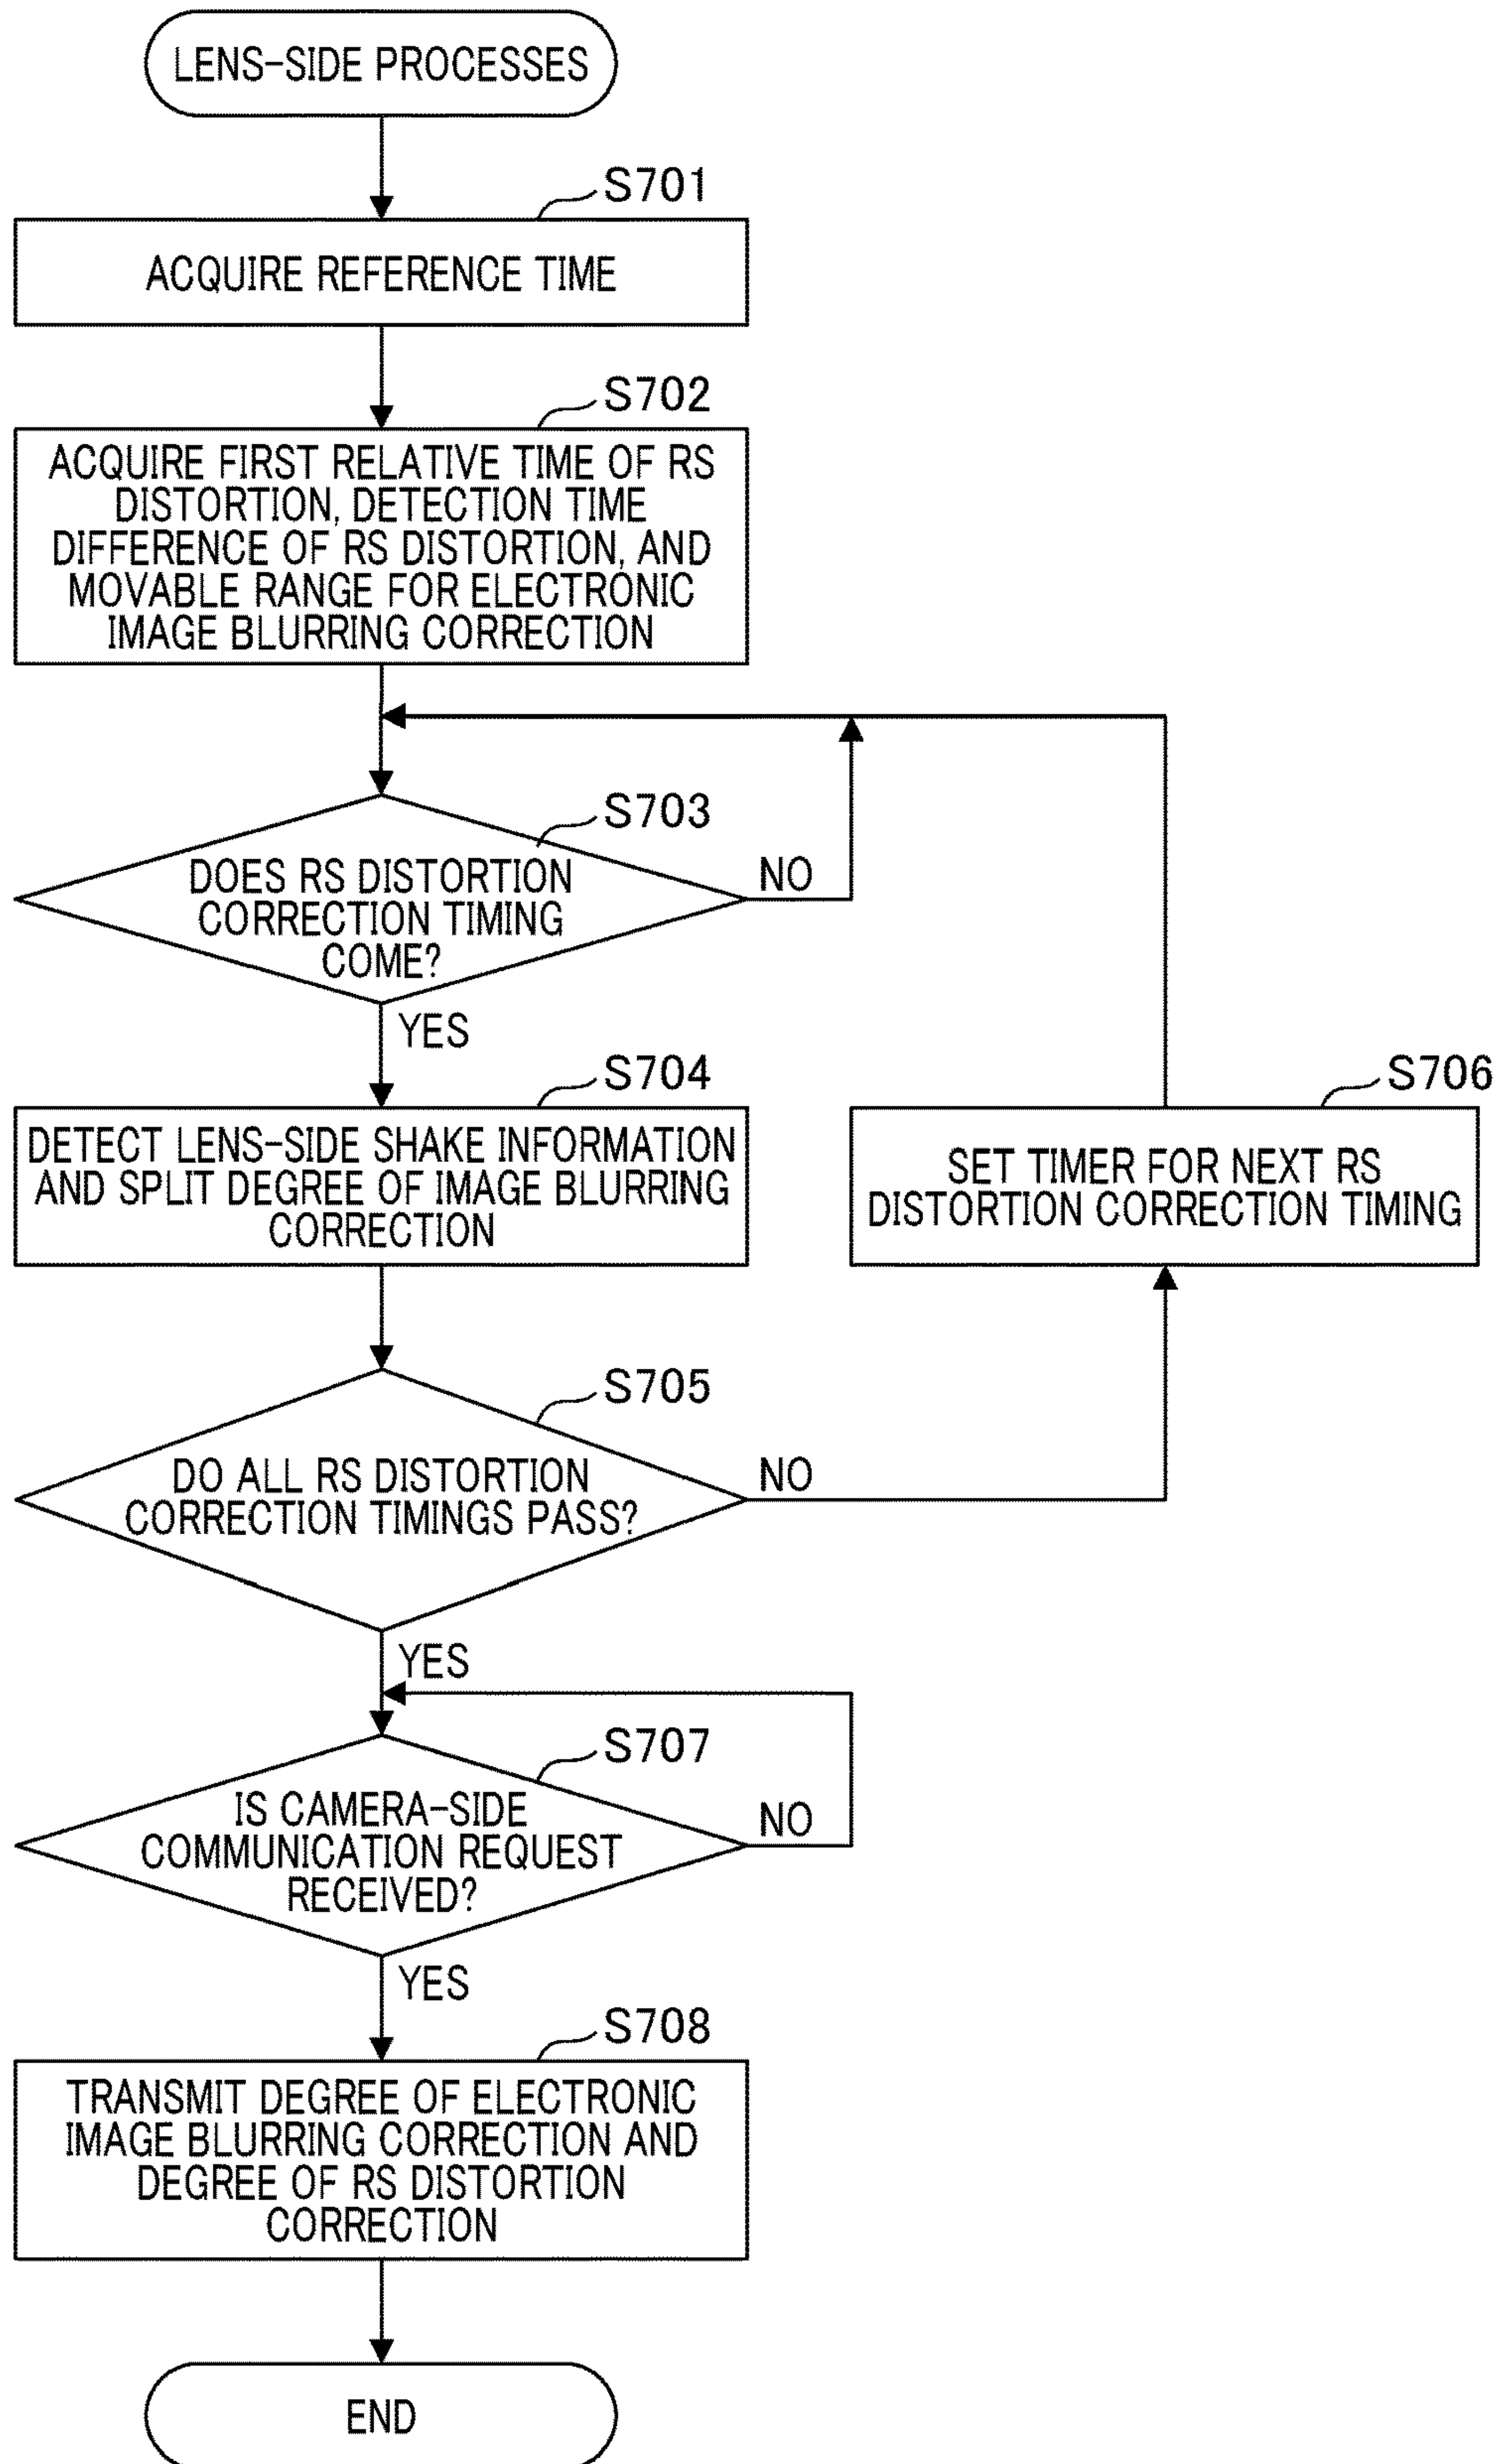 LENS-SIDE PROCESSES
S701
ACQUIRE REFERENCE TIME
S702
ACQUIRE FIRST RELATIVE TIME OF RS
DISTORTION, DETECTION TIME
DIFFERENCE OF RS DISTORTION, AND
MOVABLE RANGE FOR ELECTRONIC
IMAGE BLURRING CORRECTION
S703
DOES RS DISTORTION
CORRECTION TIMING
COME?
NO
YES
S704
DETECT LENS-SIDE SHAKE INFORMATION
AND SPLIT DEGREE OF IMAGE BLURRING
CORRECTION
S706
SET TIMER FOR NEXT RS
DISTORTION CORRECTION TIMING
S705
DO ALL RS DISTORTION
CORRECTION TIMINGS PASS?
NO
YES
S707
IS CAMERA-SIDE
COMMUNICATION REQUEST
RECEIVED?
NO
YES
S708
TRANSMIT DEGREE OF ELECTRONIC
IMAGE BLURRING CORRECTION AND
DEGREE OF RS DISTORTION
CORRECTION
END